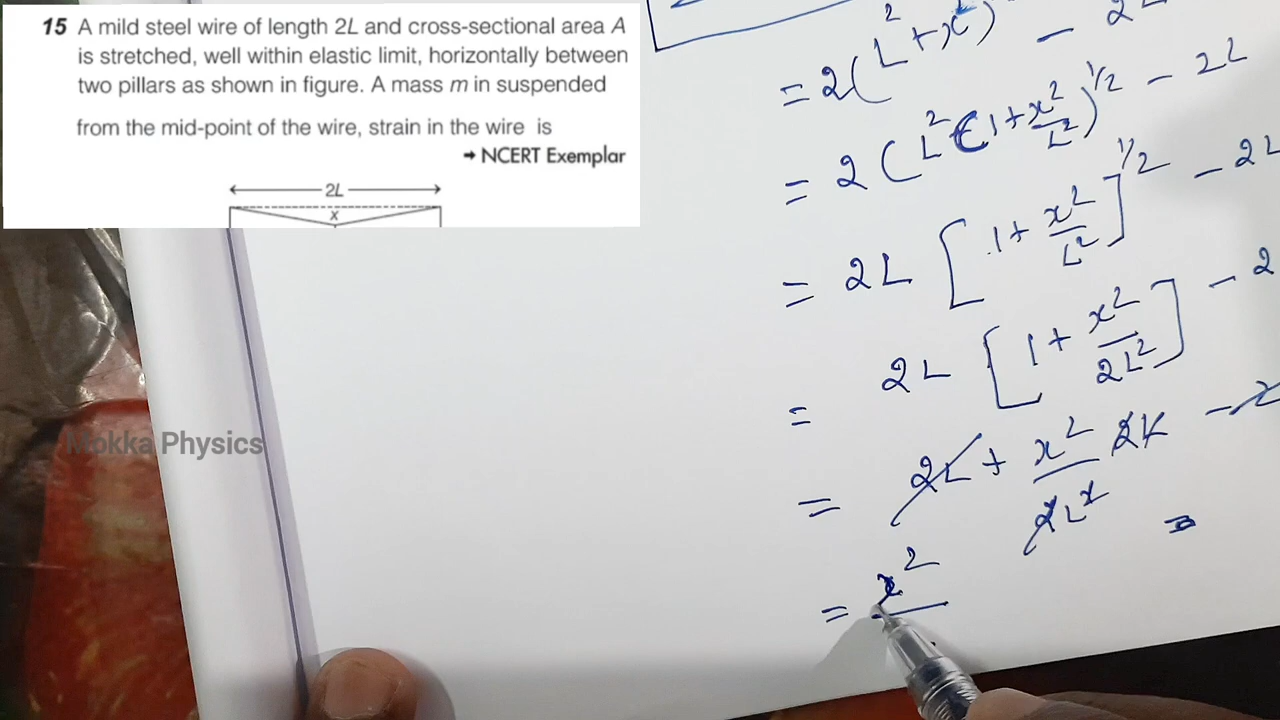 15 A mild steel wire of length 2L and cross-sectional area A
is stretched, well within elastic limit, horizontally between
two pillars as shown in figure. A mass m in suspended
from the mid-point of the wire, strain in the wire is
→ NCERT Exemplar
2L
x
= 2(L² + x²) - 2L
= 2(L²(1 + x²/L²)^1/2 - 2L
= 2L [1 + x²/L²]^1/2 - 2L
= 2L [1 + x²/2L²] - 2
= 2L + x²/2L² 2L - 2
= x²
Mokka Physics